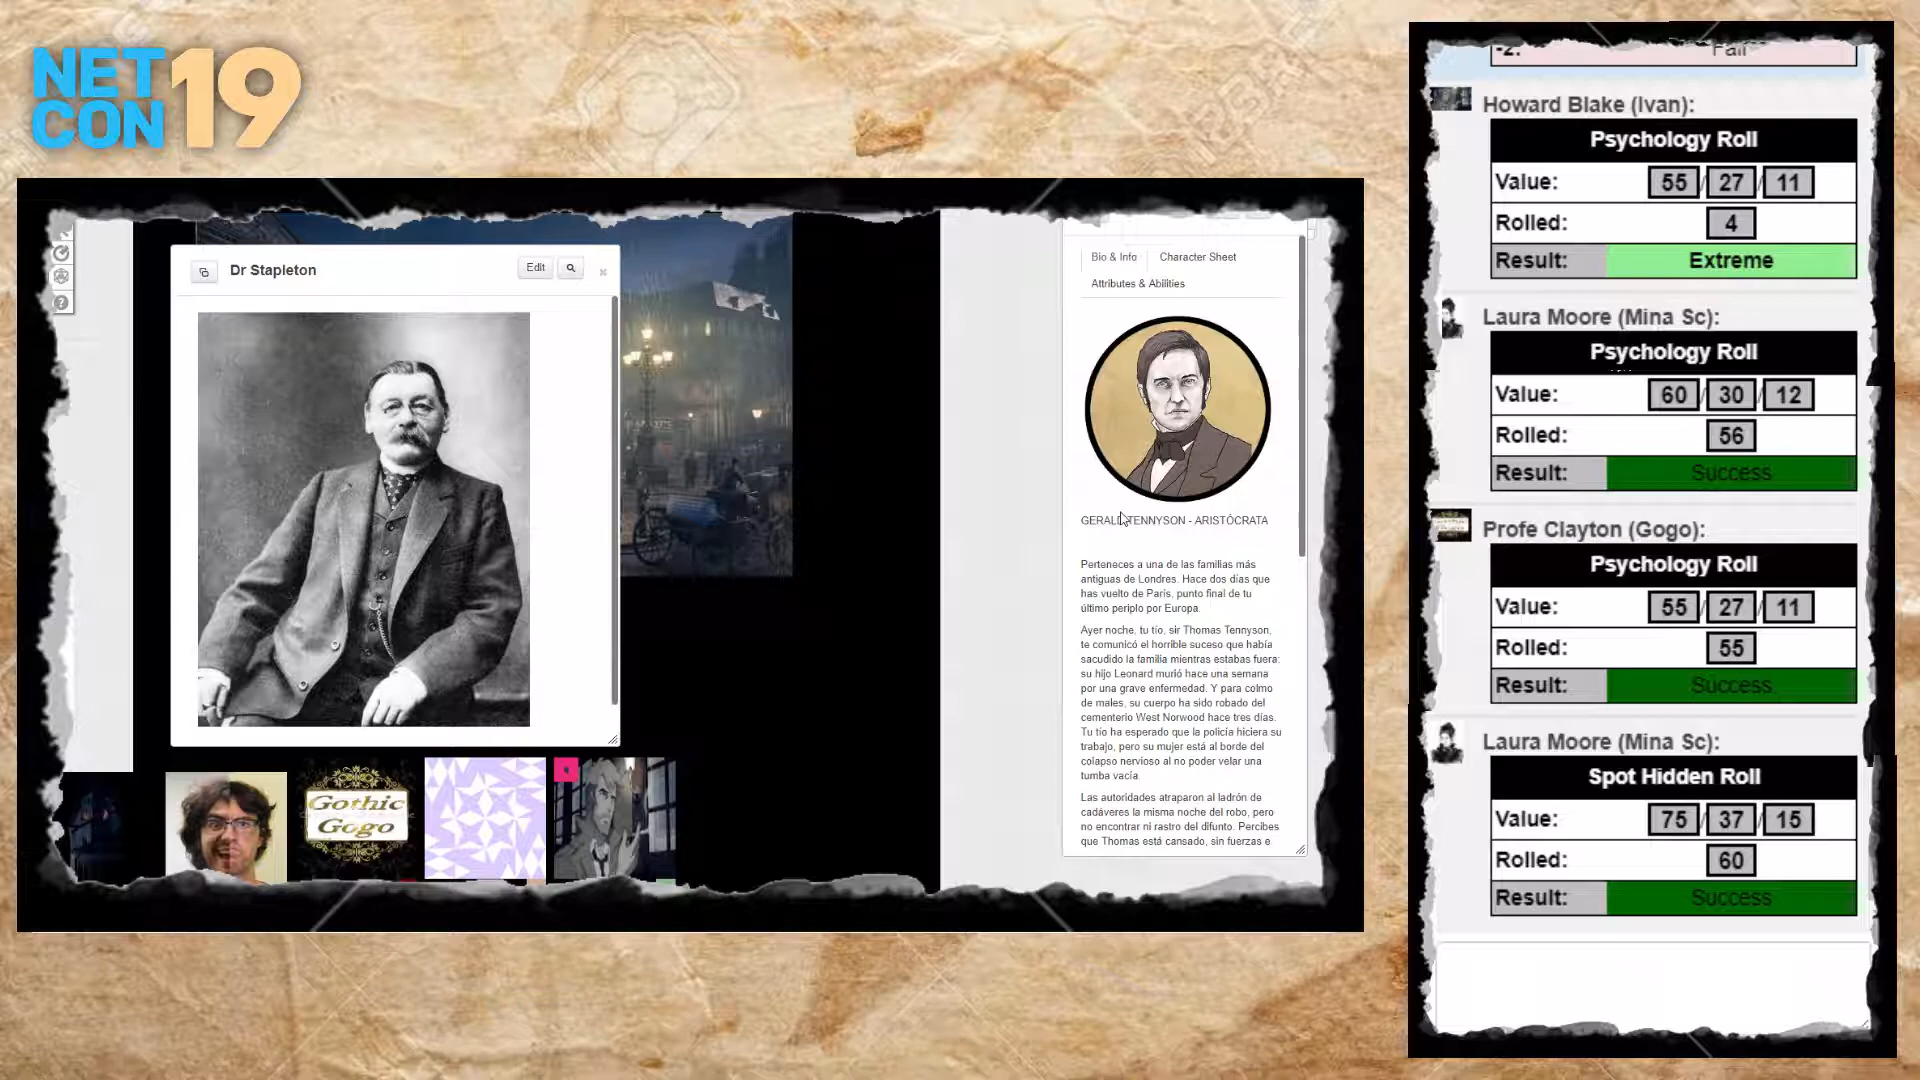 NET
CON 19
Dr Stapleton
Edit
Gothic
Gogo
Bio & Info
Character Sheet
Attributes & Abilities
GERALD TENNYSON - ARISTÓCRATA
Perteneces a una de las familias más
antiguas de Londres. Hace dos días que
has vuelto de París, punto final de tu
último periplo por Europa.
Ayer noche, tu tío, sir Thomas Tennyson,
te comunicó el horrible suceso que había
sacudido la familia mientras estabas fuera:
su hijo Leonard murió hace una semana
por una grave enfermedad. Y para colmo
de males, su cuerpo ha sido robado del
cementerio West Norwood hace tres días.
Tu tío ha esperado que la policía hiciera su
trabajo, pero su mujer está al borde del
colapso nervioso al no poder velar una
tumba vacía.
Las autoridades atraparon al ladrón de
cadáveres la misma noche del robo, pero
no encontrar ni rastro del difunto. Percibes
que Thomas está cansado, sin fuerzas e
-2: Fail
Howard Blake (Ivan):
Psychology Roll
Value: 55 / 27 / 11
Rolled: 4
Result: Extreme
Laura Moore (Mina Sc):
Psychology Roll
Value: 60 / 30 / 12
Rolled: 56
Result: Success
Profe Clayton (Gogo):
Psychology Roll
Value: 55 / 27 / 11
Rolled: 55
Result: Success
Laura Moore (Mina Sc):
Spot Hidden Roll
Value: 75 / 37 / 15
Rolled: 60
Result: Success